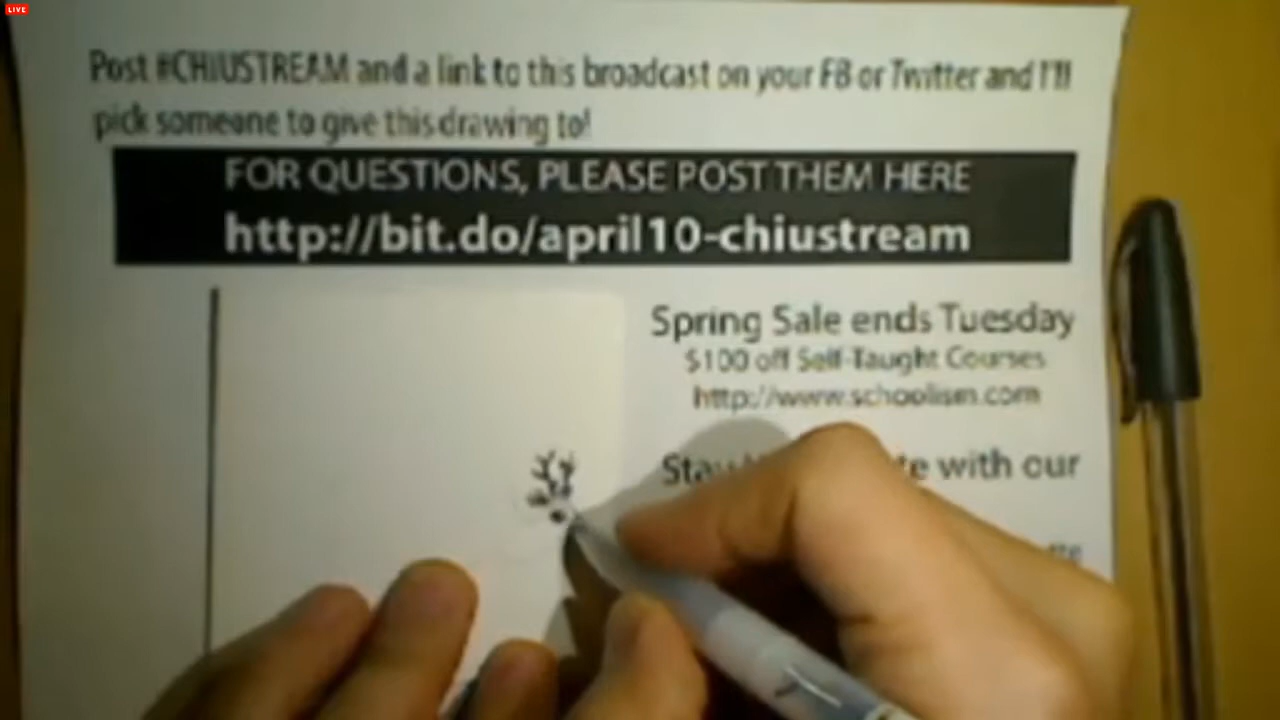 LIVE
Post #CHIUSTREAM and a link to this broadcast on your FB or Twitter and I'll
pick someone to give this drawing to!
FOR QUESTIONS, PLEASE POST THEM HERE
http://bit.do/april10-chiustream
Spring Sale ends Tuesday
$100 off Self-Taught Courses
http://www.schoolism.com
with our